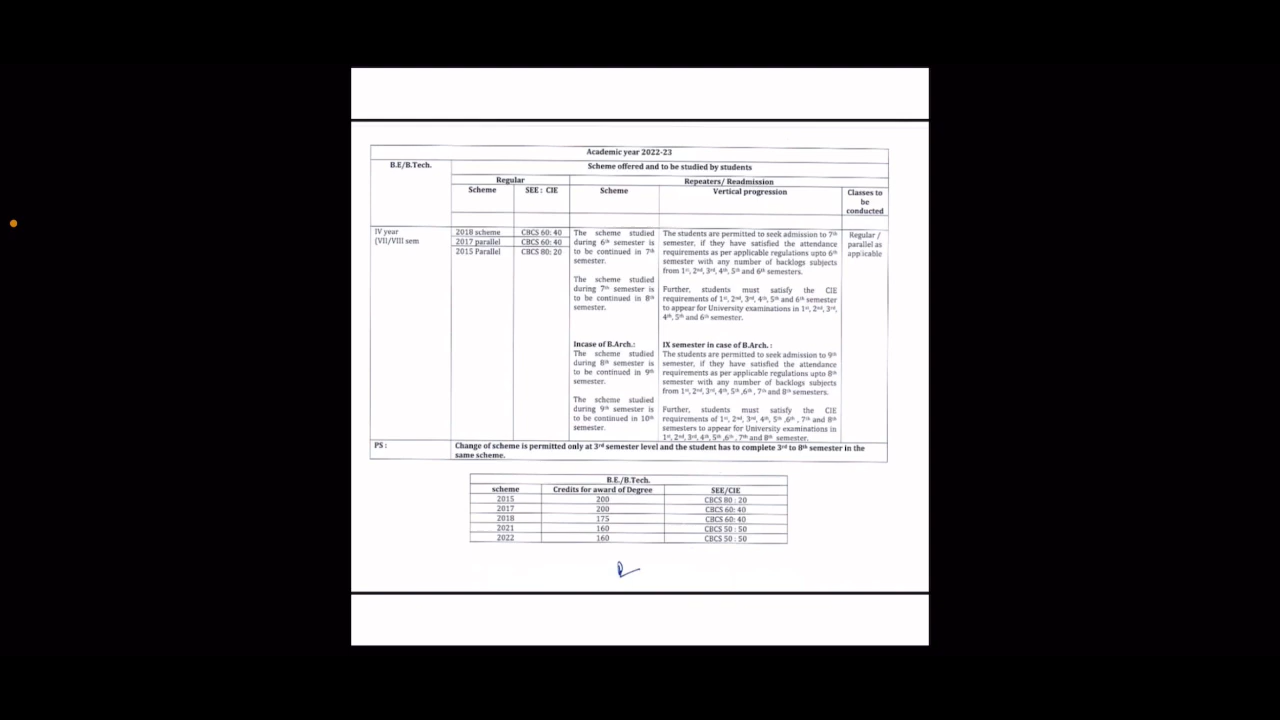 Academic year 2022-23
B.E/B.Tech.
Scheme offered and to be studied by students
Regular
Repeaters/ Readmission
Scheme
SEE : CIE
Scheme
Vertical progression
Classes to
be
conducted
IV year
(VII/VIII sem
2018 scheme
CBCS 60: 40
2017 parallel
CBCS 60: 40
2015 Parallel
CBCS 80: 20
The scheme studied
during 6th semester is
to be continued in 7th
semester.
The scheme studied
during 7th semester is
to be continued in 8th
semester.
The students are permitted to seek admission to 7th
semester, if they have satisfied the attendance
requirements as per applicable regulations upto 6th
semester with any number of backlogs subjects
from 1st, 2nd, 3rd, 4th, 5th and 6th semesters.
Further, students must satisfy the CIE
requirements of 1st, 2nd, 3rd, 4th, 5th and 6th semester
to appear for University examinations in 1st, 2nd, 3rd,
4th, 5th and 6th semester.
Regular /
parallel as
applicable
Incase of B.Arch.:
The scheme studied
during 8th semester is
to be continued in 9th
semester.
The scheme studied
during 9th semester is
to be continued in 10th
semester.
IX semester in case of B.Arch. :
The students are permitted to seek admission to 9th
semester, if they have satisfied the attendance
requirements as per applicable regulations upto 8th
semester with any number of backlogs subjects
from 1st, 2nd, 3rd, 4th, 5th ,6th , 7th and 8th semesters.
Further, students must satisfy the CIE
requirements of 1st, 2nd, 3rd, 4th, 5th ,6th , 7th and 8th
semesters to appear for University examinations in
1st, 2nd, 3rd, 4th, 5th ,6th , 7th and 8th semester.
PS :
Change of scheme is permitted only at 3rd semester level and the student has to complete 3rd to 8th semester in the
same scheme.
B.E./B.Tech.
scheme
Credits for award of Degree
SEE/CIE
2015
200
CBCS 80 : 20
2017
200
CBCS 60: 40
2018
175
CBCS 60: 40
2021
160
CBCS 50 : 50
2022
160
CBCS 50 : 50